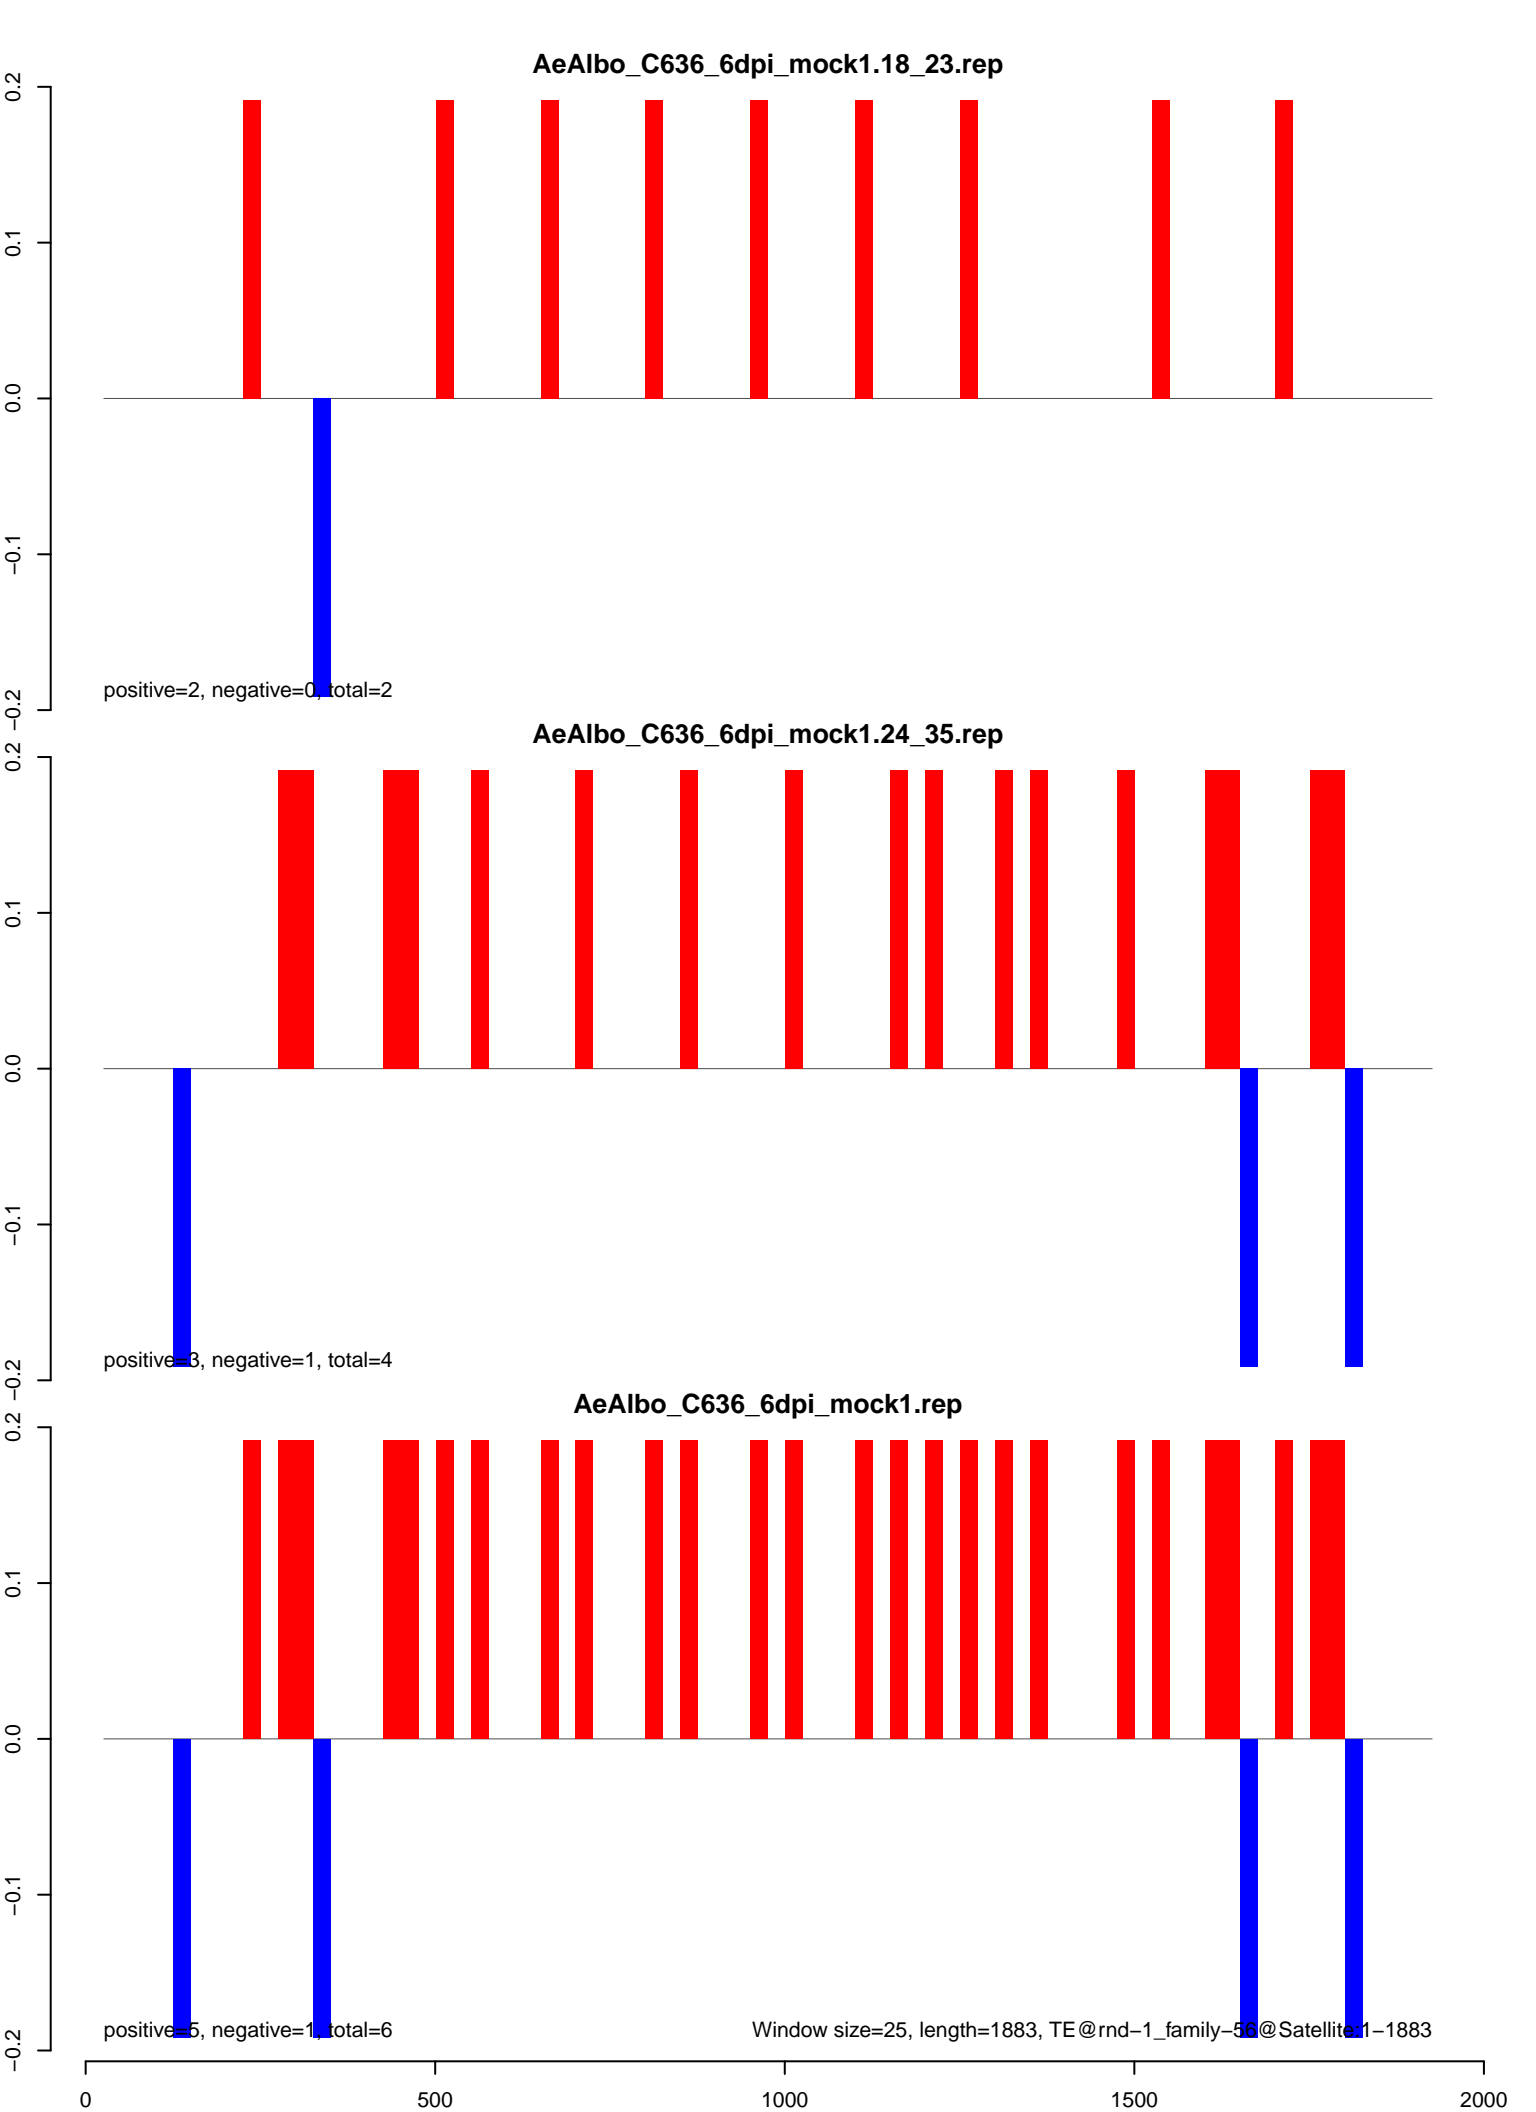 AeAlbo_C636_6dpi_mock1.18_23.rep
0.2
0.1
0.0
−0.1
−0.2
positive=2, negative=0, total=2
AeAlbo_C636_6dpi_mock1.24_35.rep
0.2
0.1
0.0
−0.1
−0.2
positive=3, negative=1, total=4
AeAlbo_C636_6dpi_mock1.rep
0.2
0.1
0.0
−0.1
−0.2
positive=5, negative=1, total=6
Window size=25, length=1883, TE@rnd−1_family−56@Satellite:1−1883
0 500 1000 1500 2000